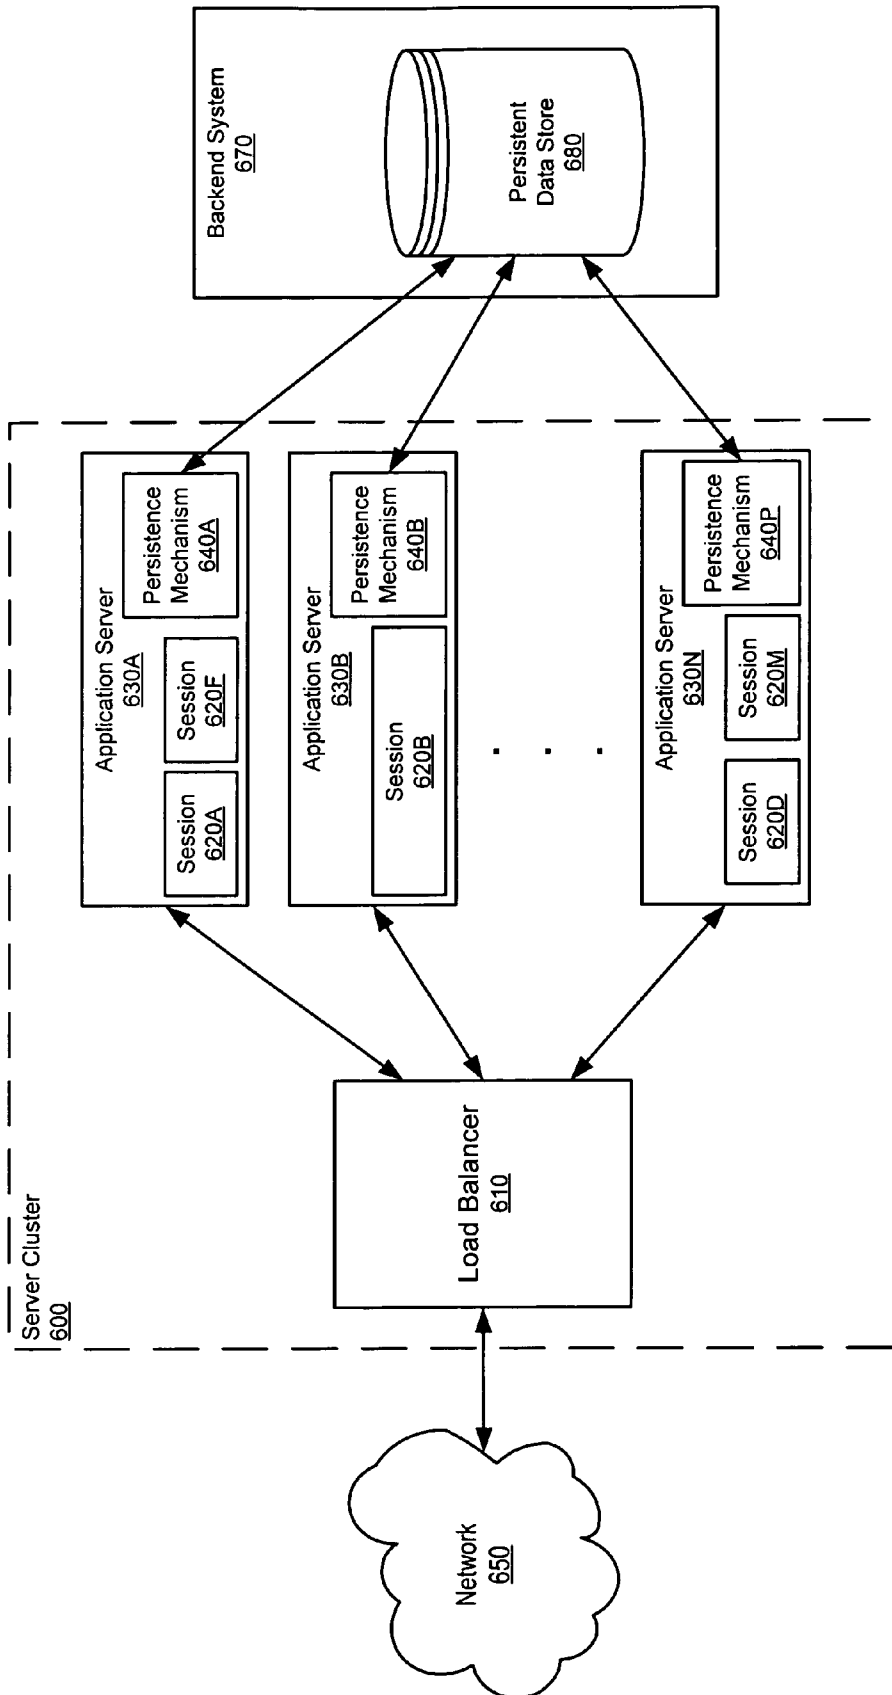 Server Cluster
600
Network
650
Load Balancer
610
Application Server
630A
Session
620A
Session
620F
Persistence
Mechanism
640A
Application Server
630B
Session
620B
Persistence
Mechanism
640B
. . .
Application Server
630N
Session
620D
Session
620M
Persistence
Mechanism
640P
Backend System
670
Persistent
Data Store
680